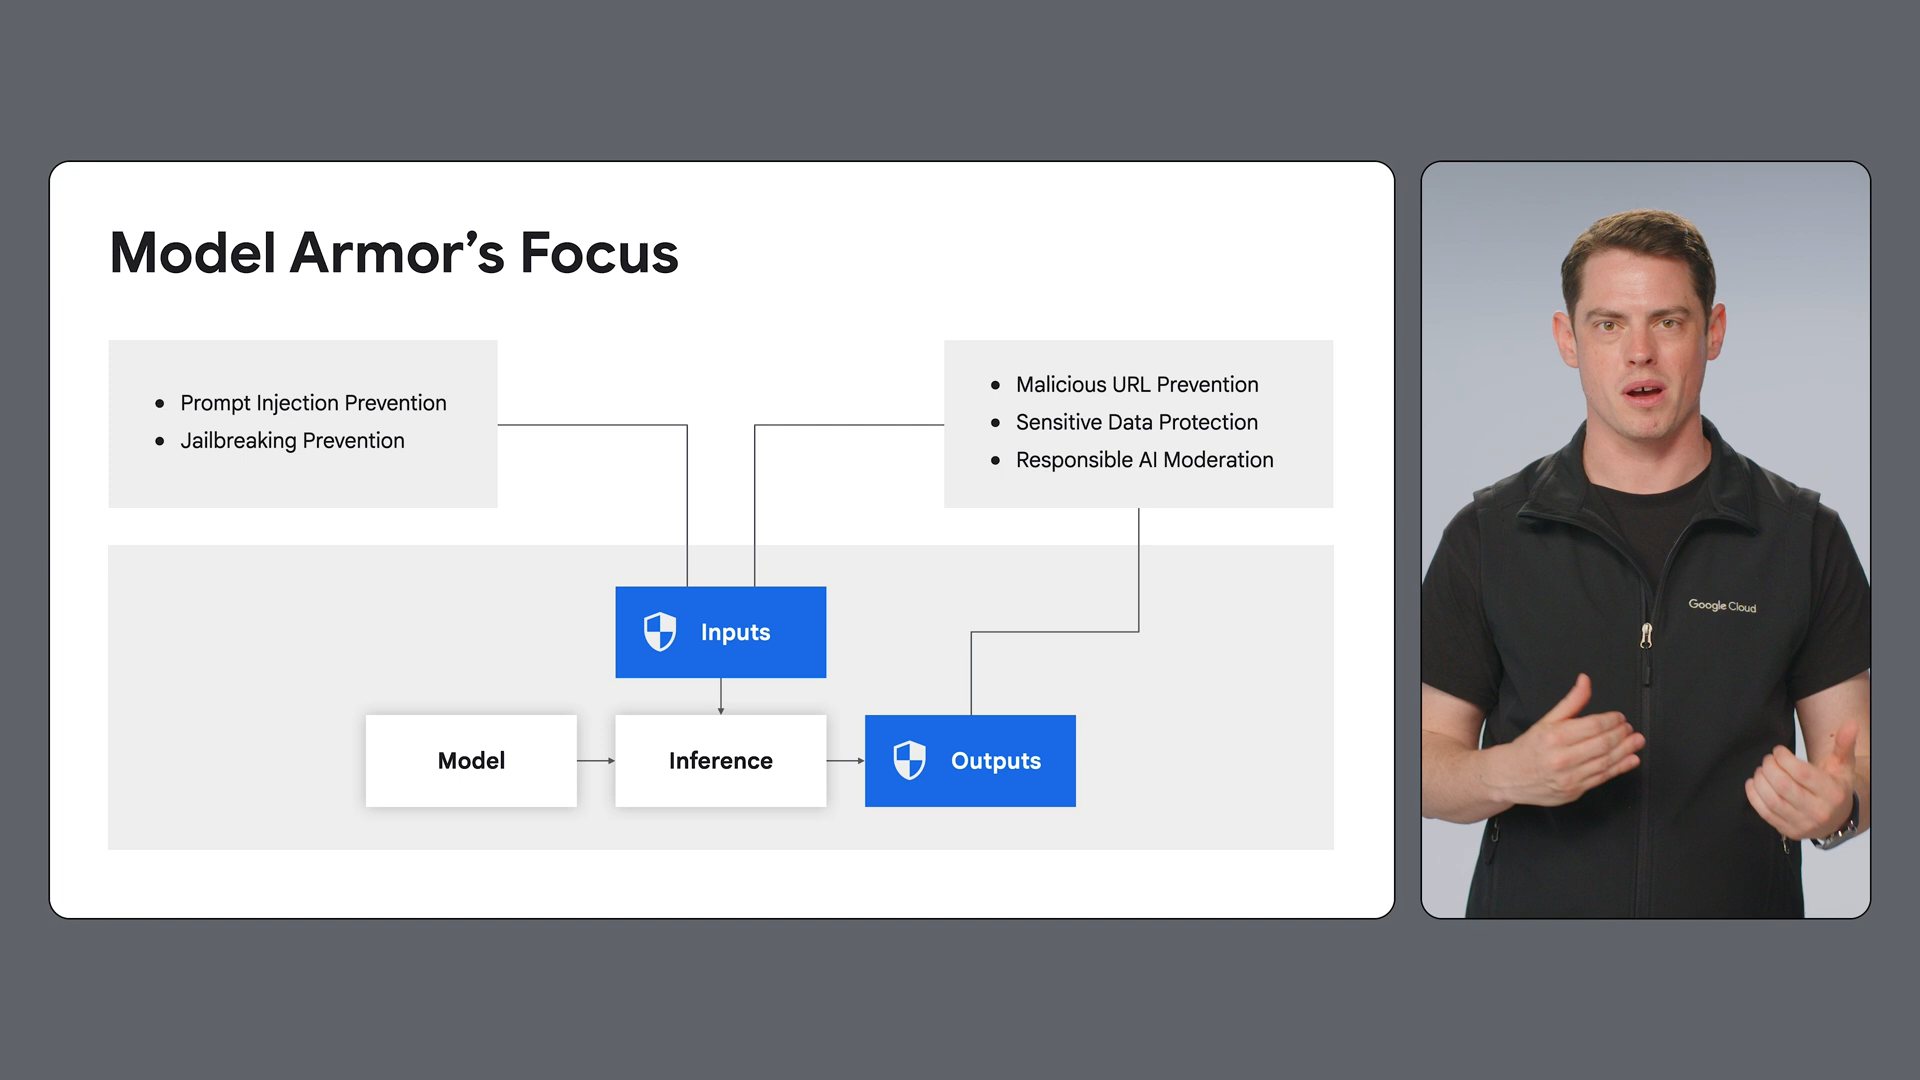 Model Armor’s Focus
• Prompt Injection Prevention
• Jailbreaking Prevention
• Malicious URL Prevention
• Sensitive Data Protection
• Responsible AI Moderation
Inputs
Model
Inference
Outputs
Google Cloud